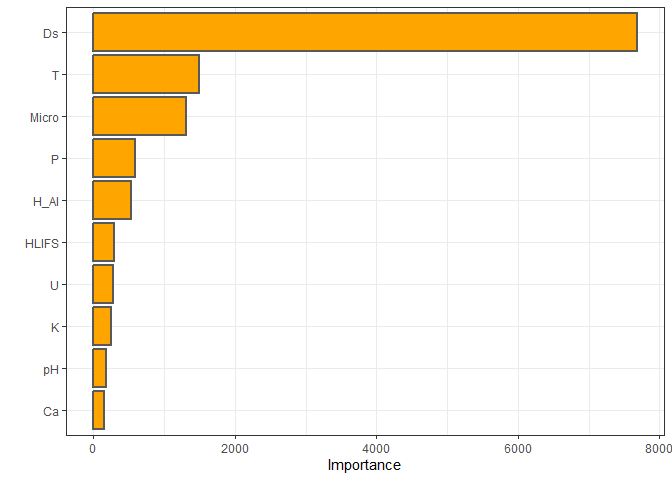 Ds
T
Micro
P
H_Al
HLIFS
U
K
pH
Ca
0 2000 4000 6000 8000
Importance